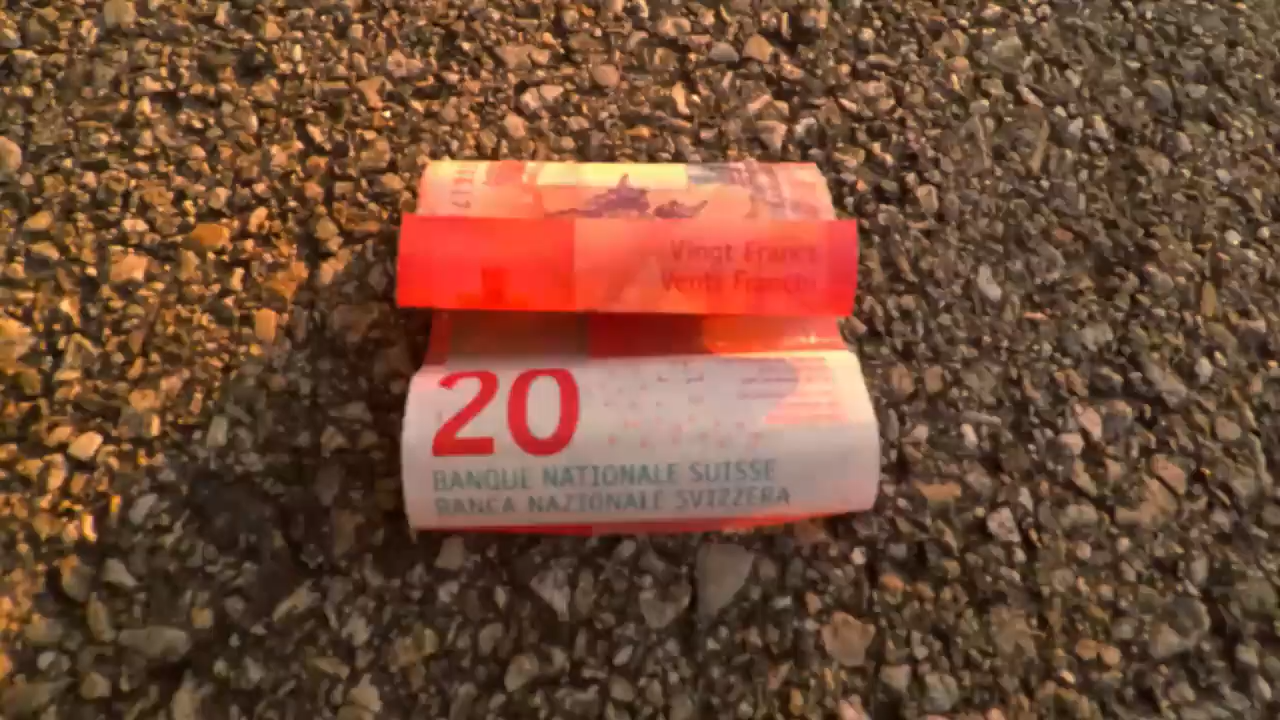 Vingt Francs
Venti Franchi
20
BANQUE NATIONALE SUISSE
BANCA NAZIONALE SVIZZERA